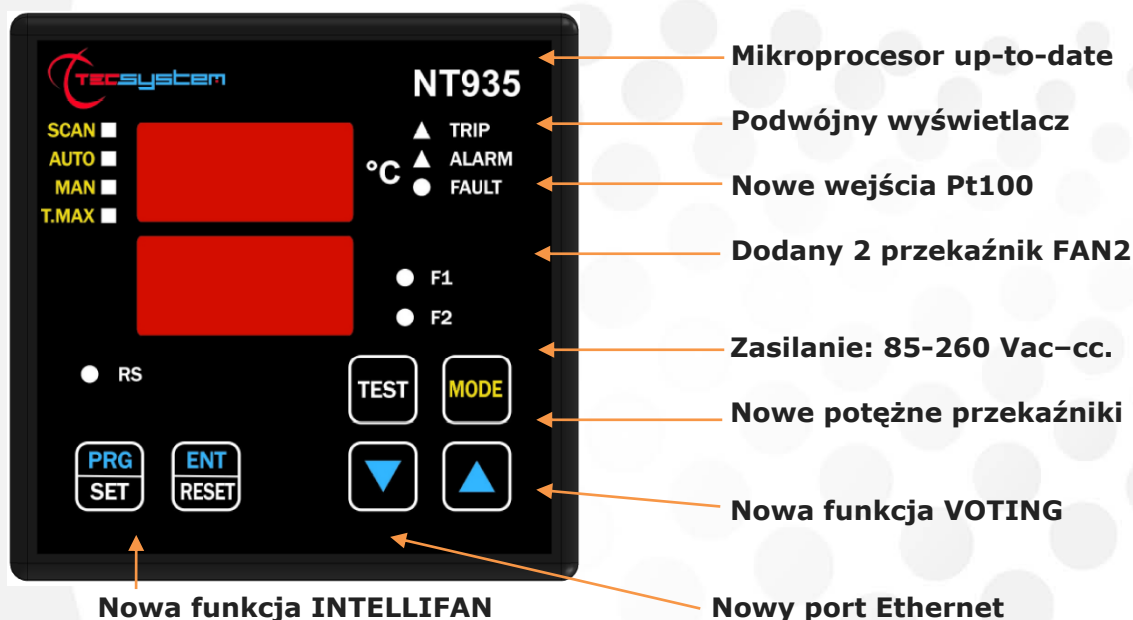 TECSYSTEM
NT935
SCAN
AUTO
MAN
T.MAX
°C
TRIP
ALARM
FAULT
F1
F2
RS
TEST
MODE
PRG
SET
ENT
RESET
Mikroprocesor up-to-date
Podwójny wyświetlacz
Nowe wejścia Pt100
Dodany 2 przekaźnik FAN2
Zasilanie: 85-260 Vac–cc.
Nowe potężne przekaźniki
Nowa funkcja VOTING
Nowa funkcja INTELLIFAN
Nowy port Ethernet